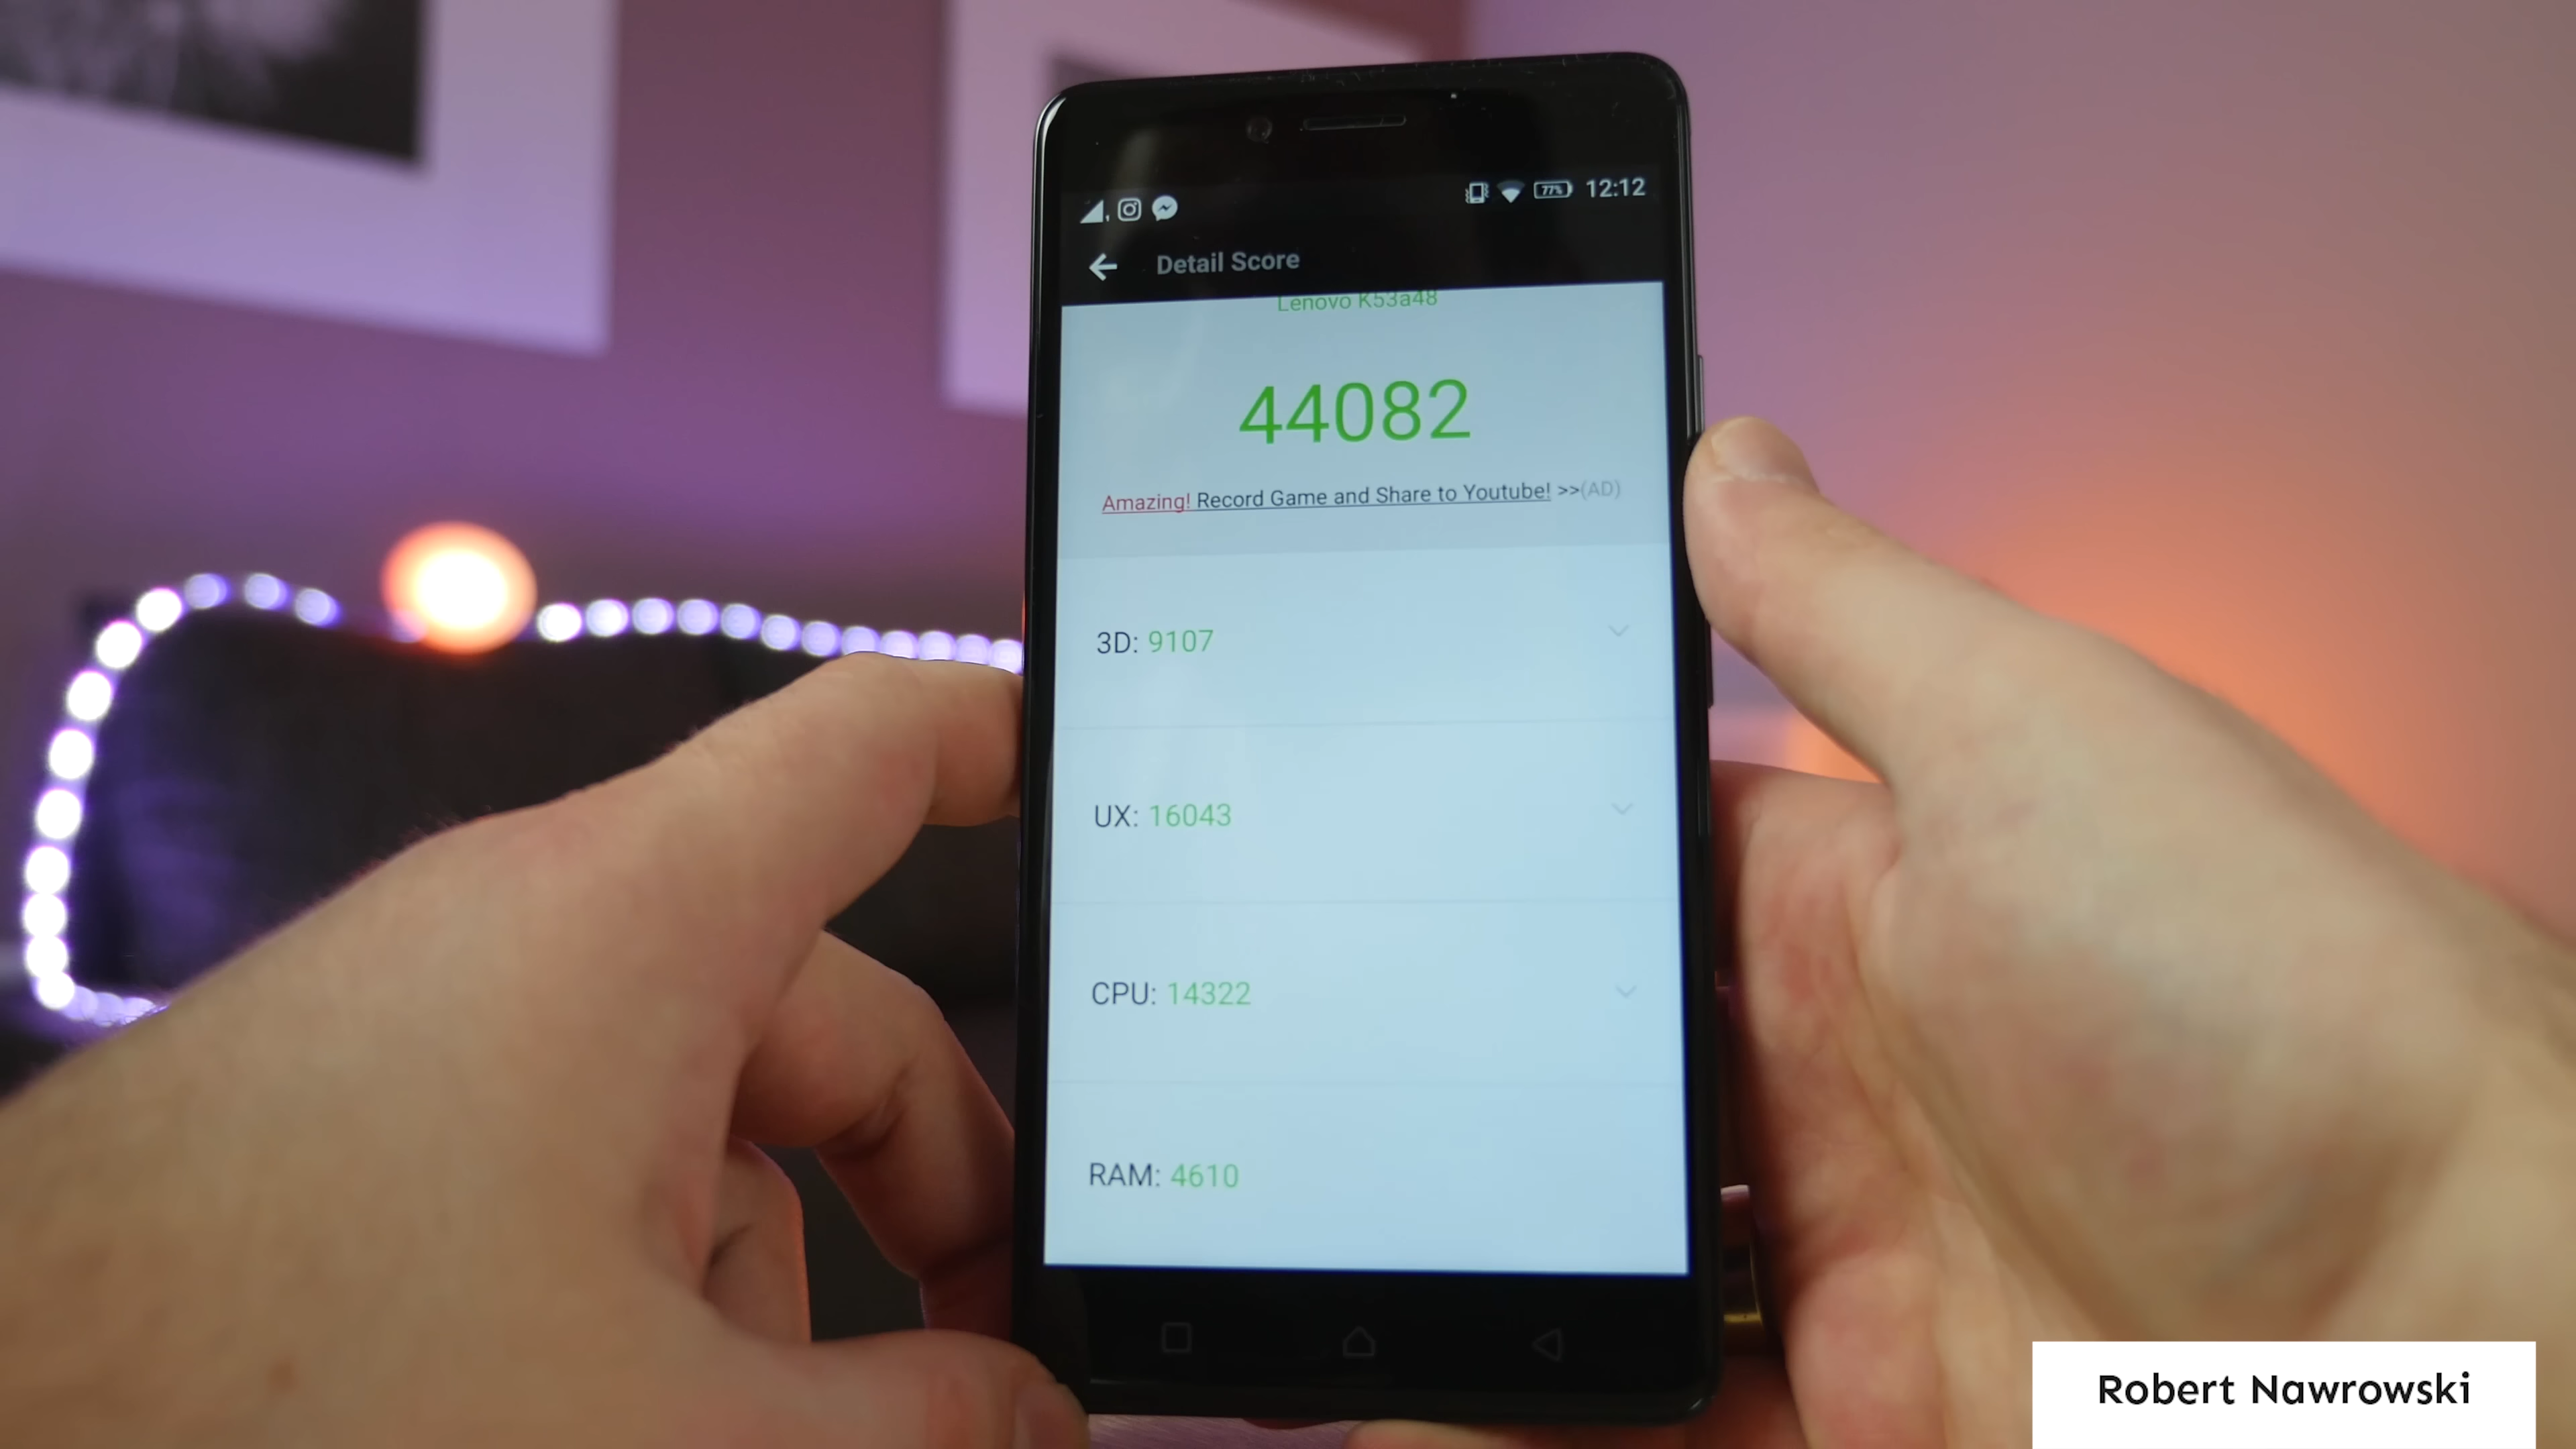 77% 12:12
Detail Score
Lenovo K53a48
44082
Amazing! Record Game and Share to Youtube! >>(AD)
3D: 9107
UX: 16043
CPU: 14322
RAM: 4610
Robert Nawrowski